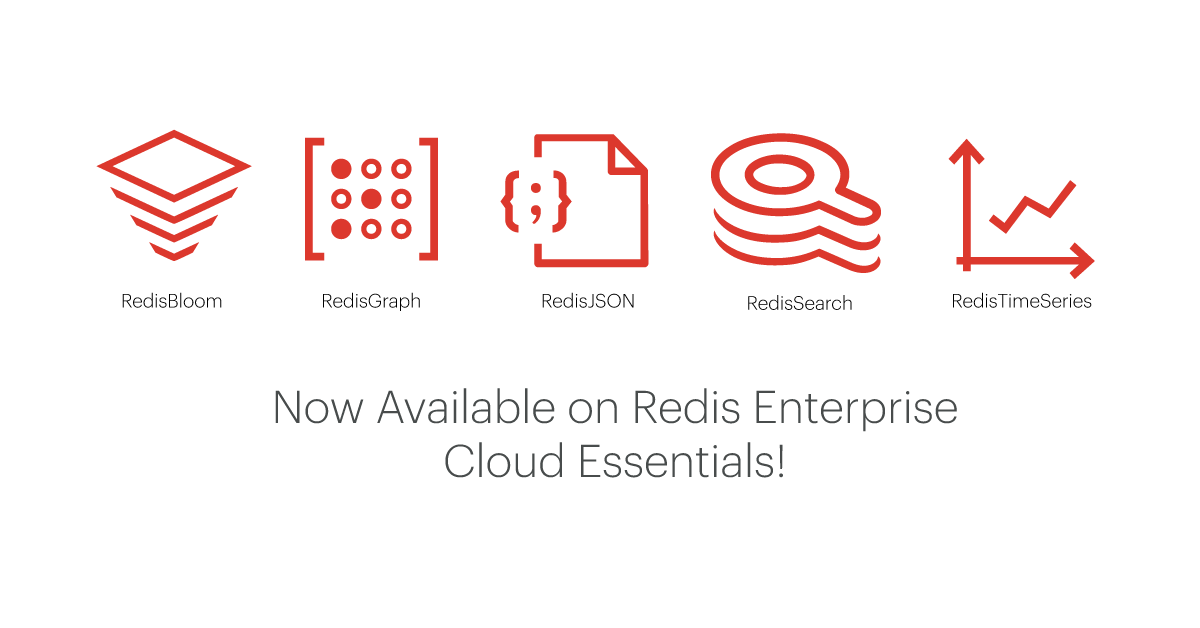 RedisBloom
RedisGraph
{;}
RedisJSON
RedisSearch
RedisTimeSeries
Now Available on Redis Enterprise
Cloud Essentials!